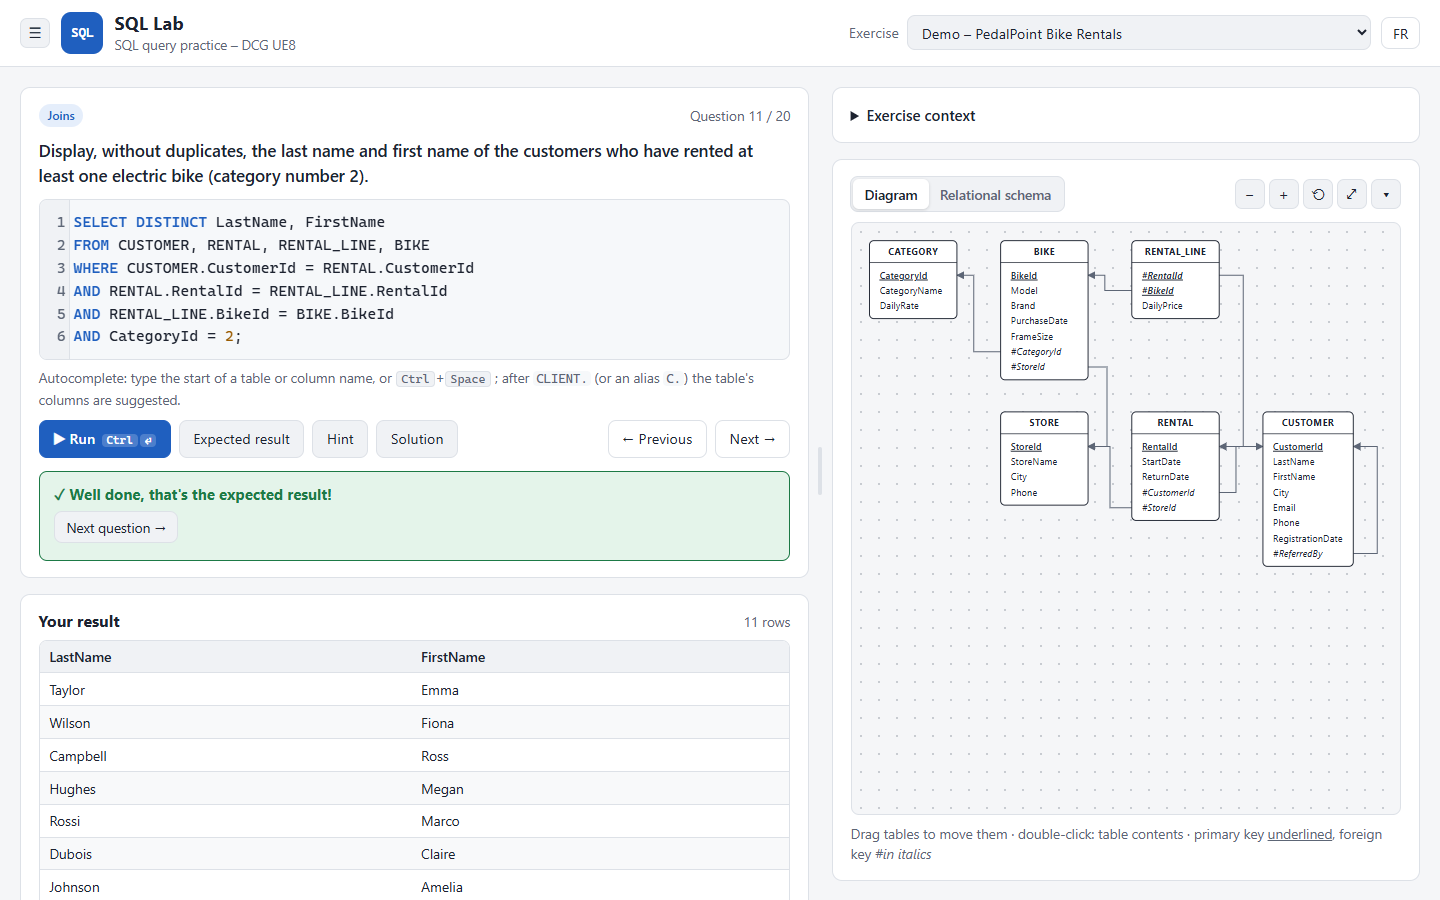 ☰
SQL
SQL Lab
SQL query practice – DCG UE8
Exercise
Demo – PedalPoint Bike Rentals
FR
Joins
Question 11 / 20
Display, without duplicates, the last name and first name of the customers who have rented at
least one electric bike (category number 2).
1 SELECT DISTINCT LastName, FirstName
2 FROM CUSTOMER, RENTAL, RENTAL_LINE, BIKE
3 WHERE CUSTOMER.CustomerId = RENTAL.CustomerId
4 AND RENTAL.RentalId = RENTAL_LINE.RentalId
5 AND RENTAL_LINE.BikeId = BIKE.BikeId
6 AND CategoryId = 2;
Autocomplete: type the start of a table or column name, or Ctrl + Space ; after CLIENT. (or an alias C. ) the table's
columns are suggested.
▶ Run Ctrl ⏎
Expected result
Hint
Solution
← Previous
Next →
✓ Well done, that's the expected result!
Next question →
Your result
11 rows
LastName FirstName
Taylor Emma
Wilson Fiona
Campbell Ross
Hughes Megan
Rossi Marco
Dubois Claire
Johnson Amelia
▶ Exercise context
Diagram
Relational schema
− + ⟲ ⤢ ▾
CATEGORY
CategoryId
CategoryName
DailyRate
BIKE
BikeId
Model
Brand
PurchaseDate
FrameSize
#CategoryId
#StoreId
RENTAL_LINE
#RentalId
#BikeId
DailyPrice
STORE
StoreId
StoreName
City
Phone
RENTAL
RentalId
StartDate
ReturnDate
#CustomerId
#StoreId
CUSTOMER
CustomerId
LastName
FirstName
City
Email
Phone
RegistrationDate
#ReferredBy
Drag tables to move them · double-click: table contents · primary key underlined, foreign
key #in italics